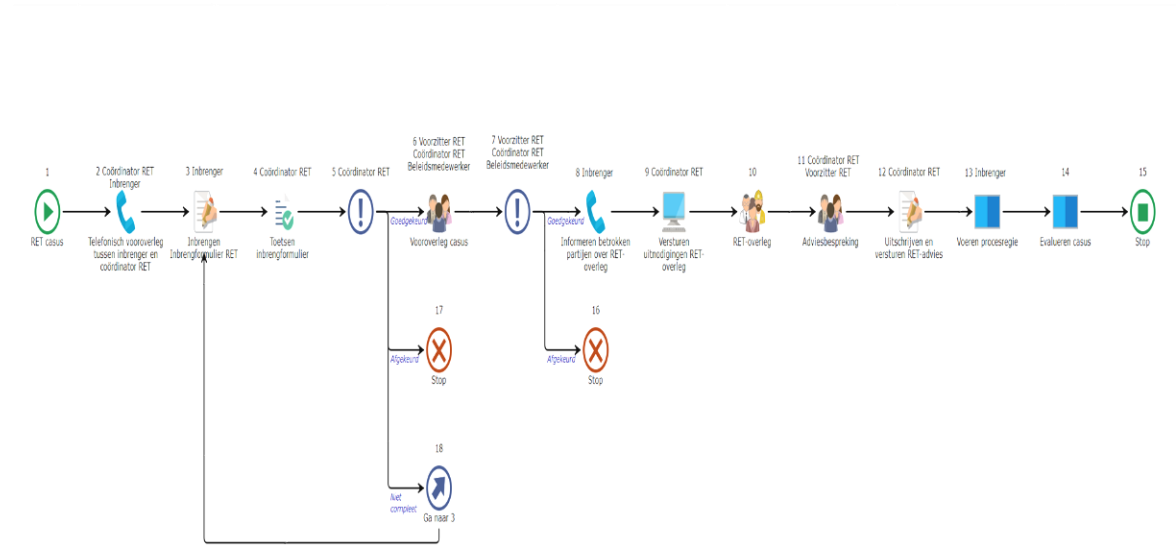 1
RET casus
2 Coördinator RET
Inbrenger
Telefonisch vooroverleg
tussen inbrenger en
coördinator RET
3 Inbrenger
Inbrengen
Inbrengformulier RET
4 Coördinator RET
Toetsen
inbrengformulier
5 Coördinator RET
Goedgekeurd
6 Voorzitter RET
Coördinator RET
Beleidsmedewerker
Vooroverleg casus
7 Voorzitter RET
Coördinator RET
Beleidsmedewerker
Goedgekeurd
8 Inbrenger
Informeren betrokken
partijen over RET-
overleg
9 Coördinator RET
Versturen
uitnodigingen RET-
overleg
10
RET-overleg
11 Coördinator RET
Voorzitter RET
Adviesbespreking
12 Coördinator RET
Uitschrijven en
versturen RET-advies
13 Inbrenger
Voeren procesregie
14
Evalueren casus
15
Stop
17
Afgekeurd
Stop
16
Afgekeurd
Stop
18
Niet
compleet
Ga naar 3